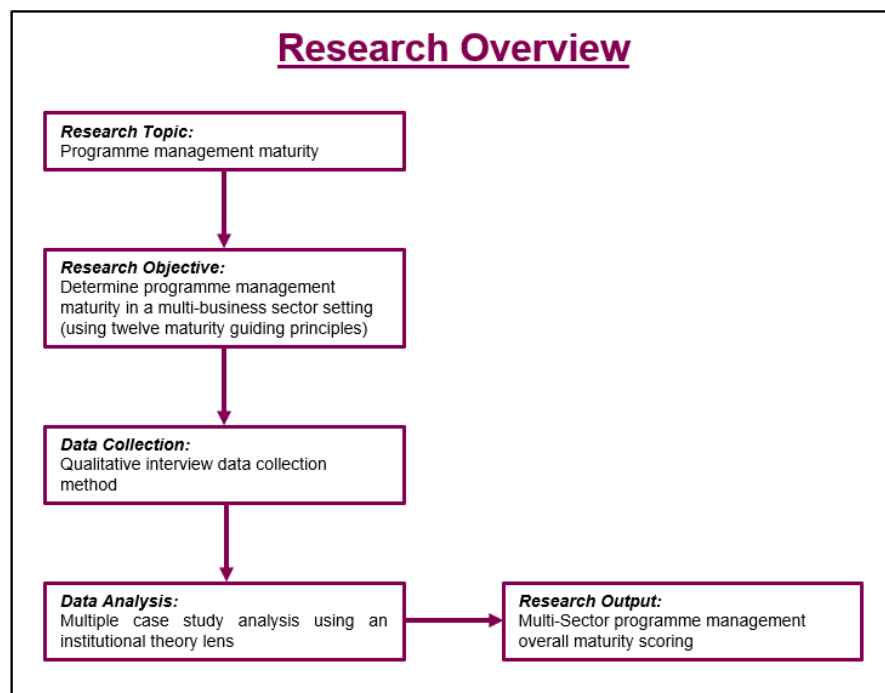 Research Overview
Research Topic:
Programme management maturity
Research Objective:
Determine programme management
maturity in a multi-business sector setting
(using twelve maturity guiding principles)
Data Collection:
Qualitative interview data collection
method
Data Analysis:
Multiple case study analysis using an
institutional theory lens
Research Output:
Multi-Sector programme management
overall maturity scoring